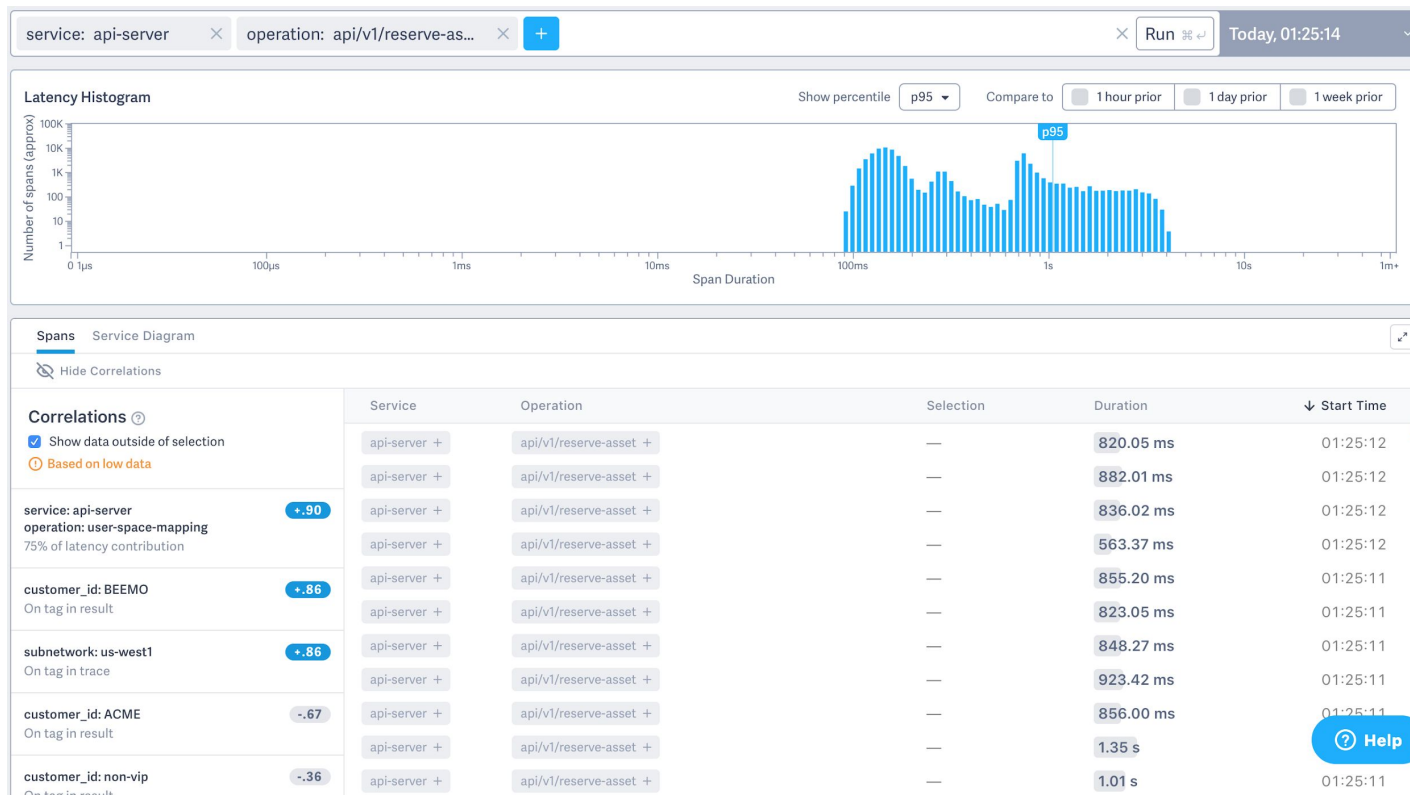 service: api-server × operation: api/v1/reserve-as... × + × Run ⌘ ↵ Today, 01:25:14
Latency Histogram Show percentile p95 Compare to 1 hour prior 1 day prior 1 week prior
Number of spans (approx)
100K
10K
1K
100
10
1
p95
0 1µs 100µs 1ms 10ms 100ms 1s 10s 1m+
Span Duration
Spans Service Diagram
Hide Correlations
Correlations ?
Show data outside of selection
Based on low data
service: api-server +.90
operation: user-space-mapping
75% of latency contribution
customer_id: BEEMO +.86
On tag in result
subnetwork: us-west1 +.86
On tag in trace
customer_id: ACME -.67
On tag in result
customer_id: non-vip -.36
On tag in result
Service Operation Selection Duration ↓ Start Time
api-server + api/v1/reserve-asset + — 820.05 ms 01:25:12
api-server + api/v1/reserve-asset + — 882.01 ms 01:25:12
api-server + api/v1/reserve-asset + — 836.02 ms 01:25:12
api-server + api/v1/reserve-asset + — 563.37 ms 01:25:12
api-server + api/v1/reserve-asset + — 855.20 ms 01:25:11
api-server + api/v1/reserve-asset + — 823.05 ms 01:25:11
api-server + api/v1/reserve-asset + — 848.27 ms 01:25:11
api-server + api/v1/reserve-asset + — 923.42 ms 01:25:11
api-server + api/v1/reserve-asset + — 856.00 ms 01:25:11
api-server + api/v1/reserve-asset + — 1.35 s
api-server + api/v1/reserve-asset + — 1.01 s 01:25:11
? Help